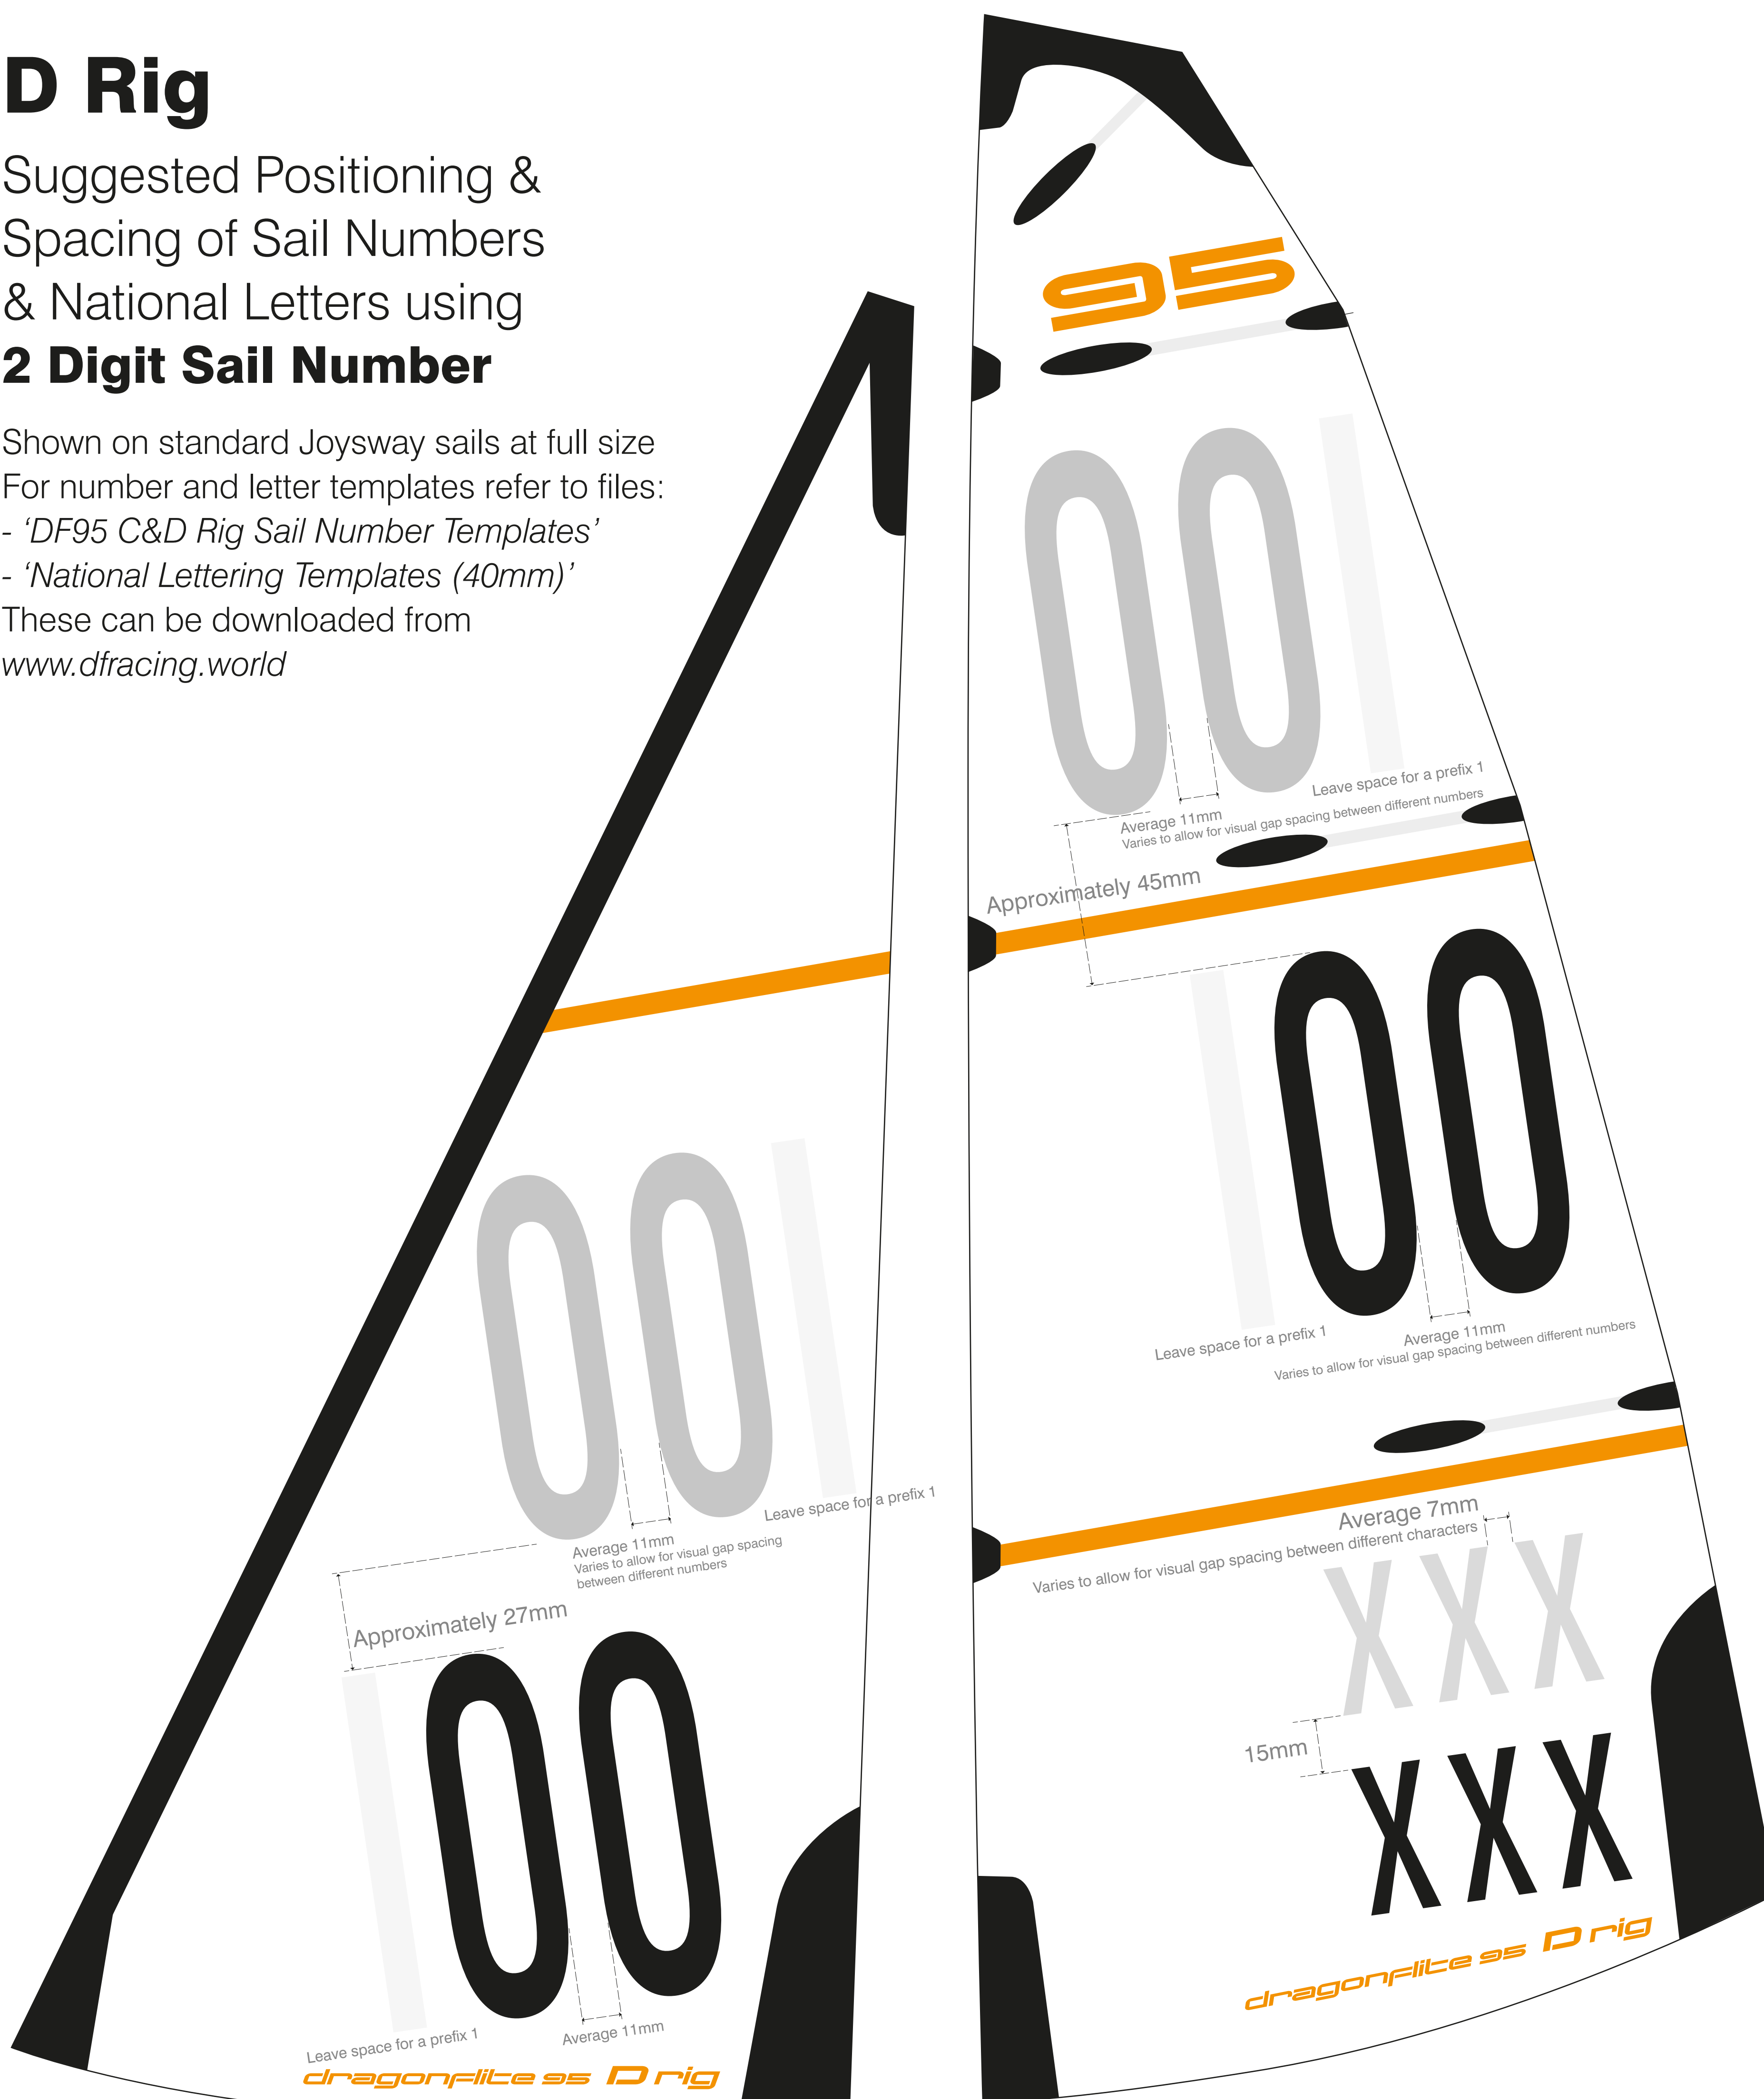 D Rig
Suggested Positioning &
Spacing of Sail Numbers
& National Letters using
2 Digit Sail Number
Shown on standard Joysway sails at full size
For number and letter templates refer to files:
- ‘DF95 C&D Rig Sail Number Templates’
- ‘National Lettering Templates (40mm)’
These can be downloaded from
www.dfracing.world
95
00
Leave space for a prefix 1
Average 11mm
Varies to allow for visual gap spacing between different numbers
Approximately 45mm
00
Leave space for a prefix 1
Average 11mm
Varies to allow for visual gap spacing between different numbers
Average 7mm
Varies to allow for visual gap spacing between different characters
XXX
15mm
XXX
dragonflite 95 D rig
00
Leave space for a prefix 1
Average 11mm
Varies to allow for visual gap spacing
between different numbers
Approximately 27mm
00
Leave space for a prefix 1
Average 11mm
dragonflite 95 D rig